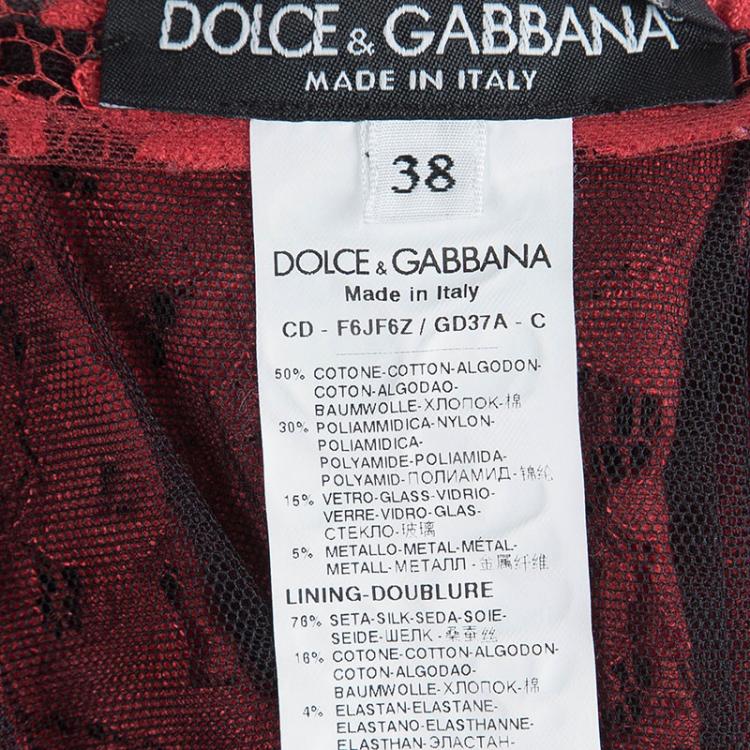 DOLCE & GABBANA
MADE IN ITALY
38
DOLCE & GABBANA
Made in Italy
CD - F6JF6Z / GD37A - C
50% COTONE-COTTON-ALGODON-
COTON-ALGODAO-
BAUMWOLLE-ХЛОПОК-棉
30% POLIAMMIDICA-NYLON-
POLIAMIDICA-
POLYAMIDE-POLIAMIDA-
POLYAMID-ПОЛИАМИД-锦纶
15% VETRO-GLASS-VIDRIO-
VERRE-VIDRO-GLAS-
СТЕКЛО-玻璃
5% METALLO-METAL-MÉTAL-
METALL-МЕТАЛЛ-金属纤维
LINING-DOUBLURE
76% SETA-SILK-SEDA-SOIE-
SEIDE-ШЕЛК-桑蚕丝
16% COTONE-COTTON-ALGODON-
COTON-ALGODAO-
BAUMWOLLE-ХЛОПОК-棉
4% ELASTAN-ELASTANE-
ELASTANO-ELASTHANNE-
ELASTHAN-ЭЛАСТАН-